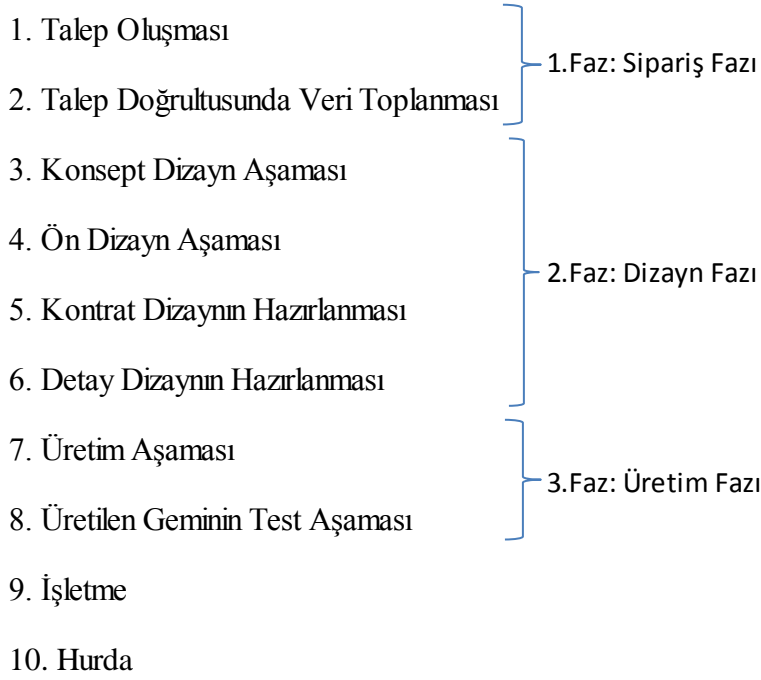 1. Talep Oluşması
1.Faz: Sipariş Fazı
2. Talep Doğrultusunda Veri Toplanması
3. Konsept Dizayn Aşaması
4. Ön Dizayn Aşaması
2.Faz: Dizayn Fazı
5. Kontrat Dizaynın Hazırlanması
6. Detay Dizaynın Hazırlanması
7. Üretim Aşaması
3.Faz: Üretim Fazı
8. Üretilen Geminin Test Aşaması
9. İşletme
10. Hurda